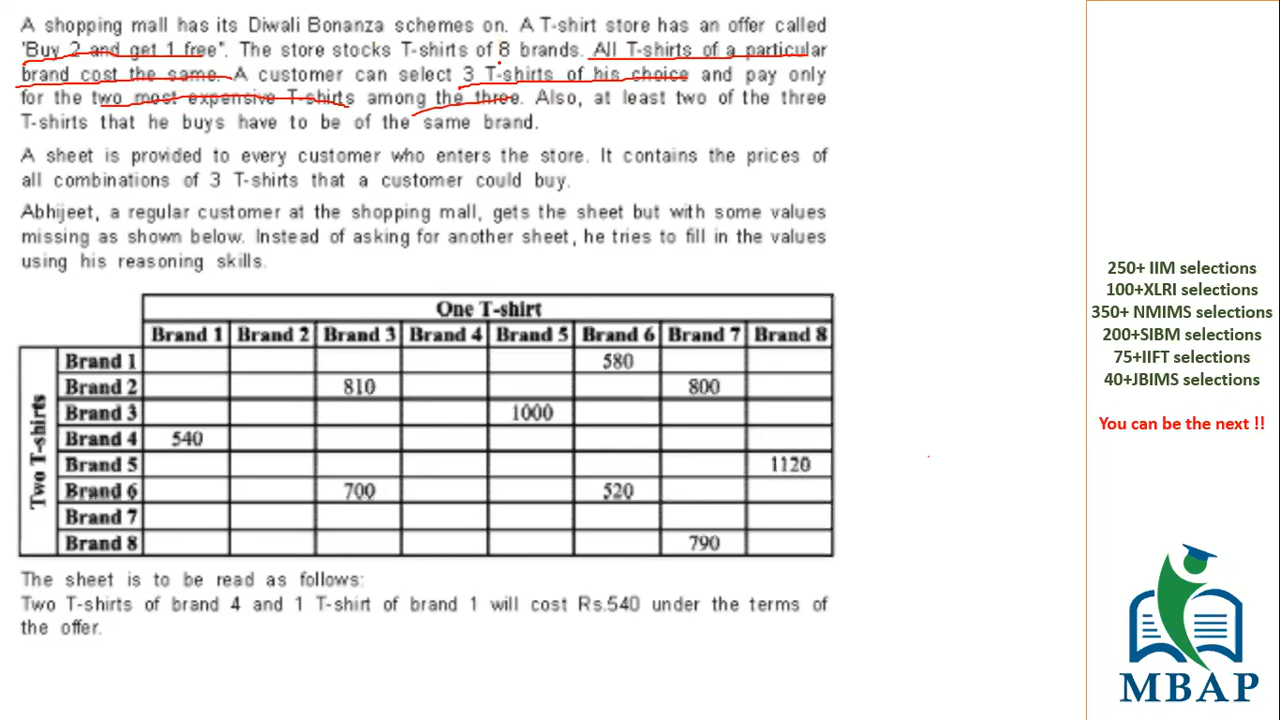 A shopping mall has its Diwali Bonanza schemes on. A T-shirt store has an offer called
'Buy 2 and get 1 free". The store stocks T-shirts of 8 brands. All T-shirts of a particular
brand cost the same. A customer can select 3 T-shirts of his choice and pay only
for the two most expensive T-shirts among the three. Also, at least two of the three
T-shirts that he buys have to be of the same brand.
A sheet is provided to every customer who enters the store. It contains the prices of
all combinations of 3 T-shirts that a customer could buy.
Abhijeet, a regular customer at the shopping mall, gets the sheet but with some values
missing as shown below. Instead of asking for another sheet, he tries to fill in the values
using his reasoning skills.
One T-shirt
Brand 1 Brand 2 Brand 3 Brand 4 Brand 5 Brand 6 Brand 7 Brand 8
Two T-shirts
Brand 1 580
Brand 2 810 800
Brand 3 1000
Brand 4 540
Brand 5 1120
Brand 6 700 520
Brand 7
Brand 8 790
The sheet is to be read as follows:
Two T-shirts of brand 4 and 1 T-shirt of brand 1 will cost Rs.540 under the terms of
the offer.
250+ IIM selections
100+XLRI selections
350+ NMIMS selections
200+SIBM selections
75+IIFT selections
40+JBIMS selections
You can be the next !!
MBAP